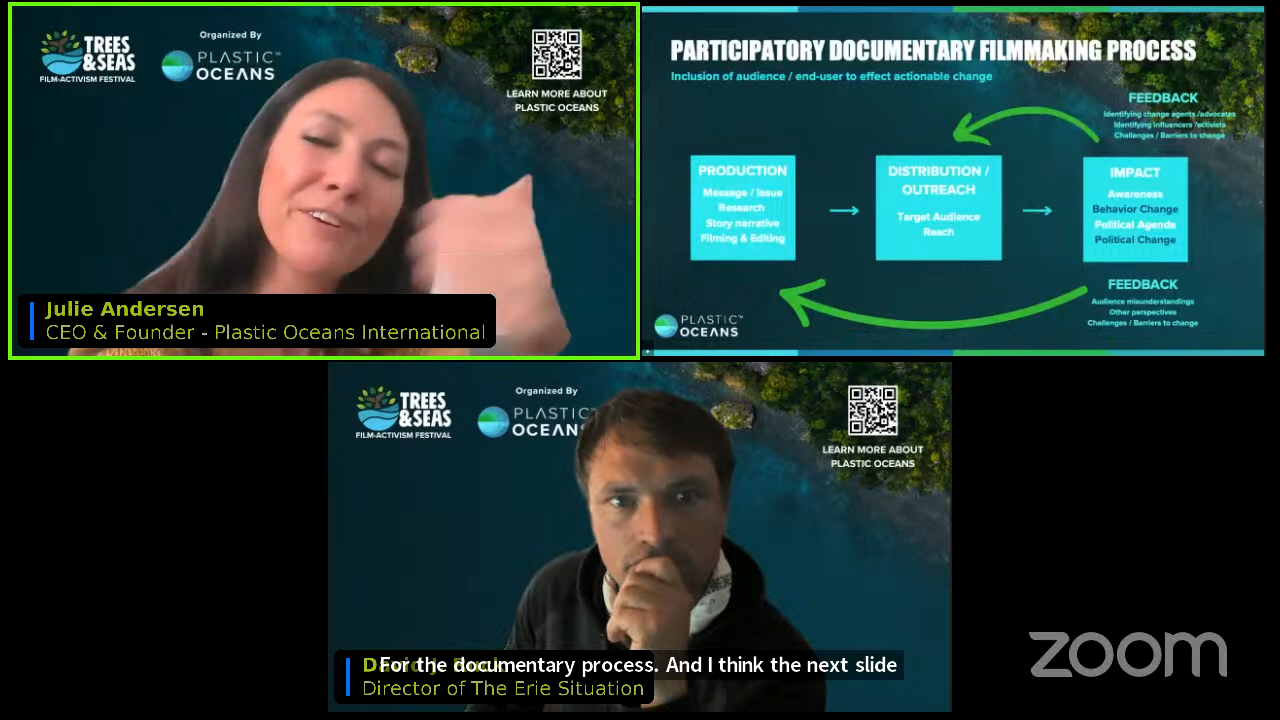 TREES
&SEAS
FILM-ACTIVISM FESTIVAL
Organized By
PLASTIC™
OCEANS
LEARN MORE ABOUT
PLASTIC OCEANS
Julie Andersen
CEO & Founder - Plastic Oceans International
PARTICIPATORY DOCUMENTARY FILMMAKING PROCESS
Inclusion of audience / end-user to effect actionable change
FEEDBACK
Identifying change agents /advocates
Identifying influencers /activists
Challenges / Barriers to change
PRODUCTION
Message / Issue
Research
Story narrative
Filming & Editing
DISTRIBUTION /
OUTREACH
Target Audience
Reach
IMPACT
Awareness
Behavior Change
Political Agenda
Political Change
FEEDBACK
Audience misunderstandings
Other perspectives
Challenges / Barriers to change
PLASTIC™
OCEANS
TREES
&SEAS
FILM-ACTIVISM FESTIVAL
Organized By
PLASTIC
OCEANS
LEARN MORE ABOUT
PLASTIC OCEANS
For the documentary process. And I think the next slide
Director of The Erie Situation
zoom